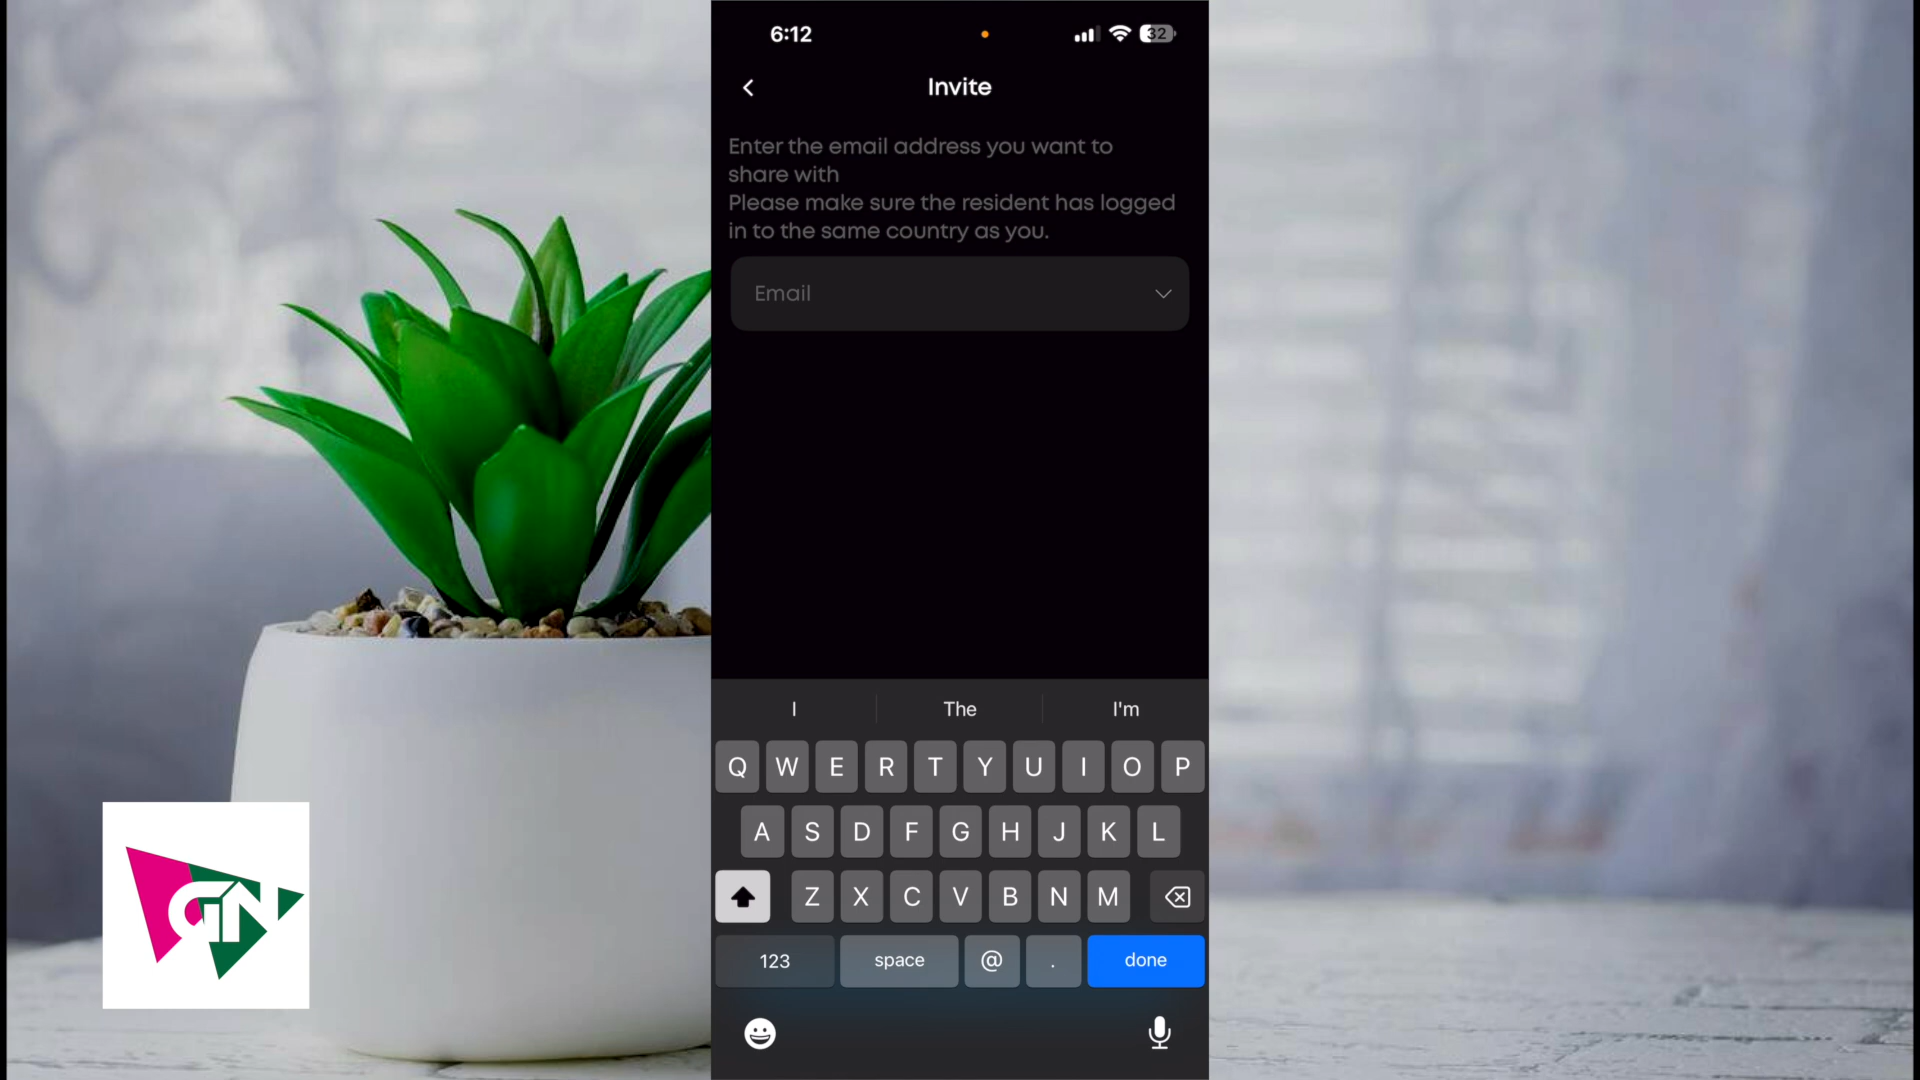 6:12
32
Invite
Enter the email address you want to
share with
Please make sure the resident has logged
in to the same country as you.
Email
I The I'm
Q W E R T Y U I O P
A S D F G H J K L
Z X C V B N M
123 space @ . done
GN